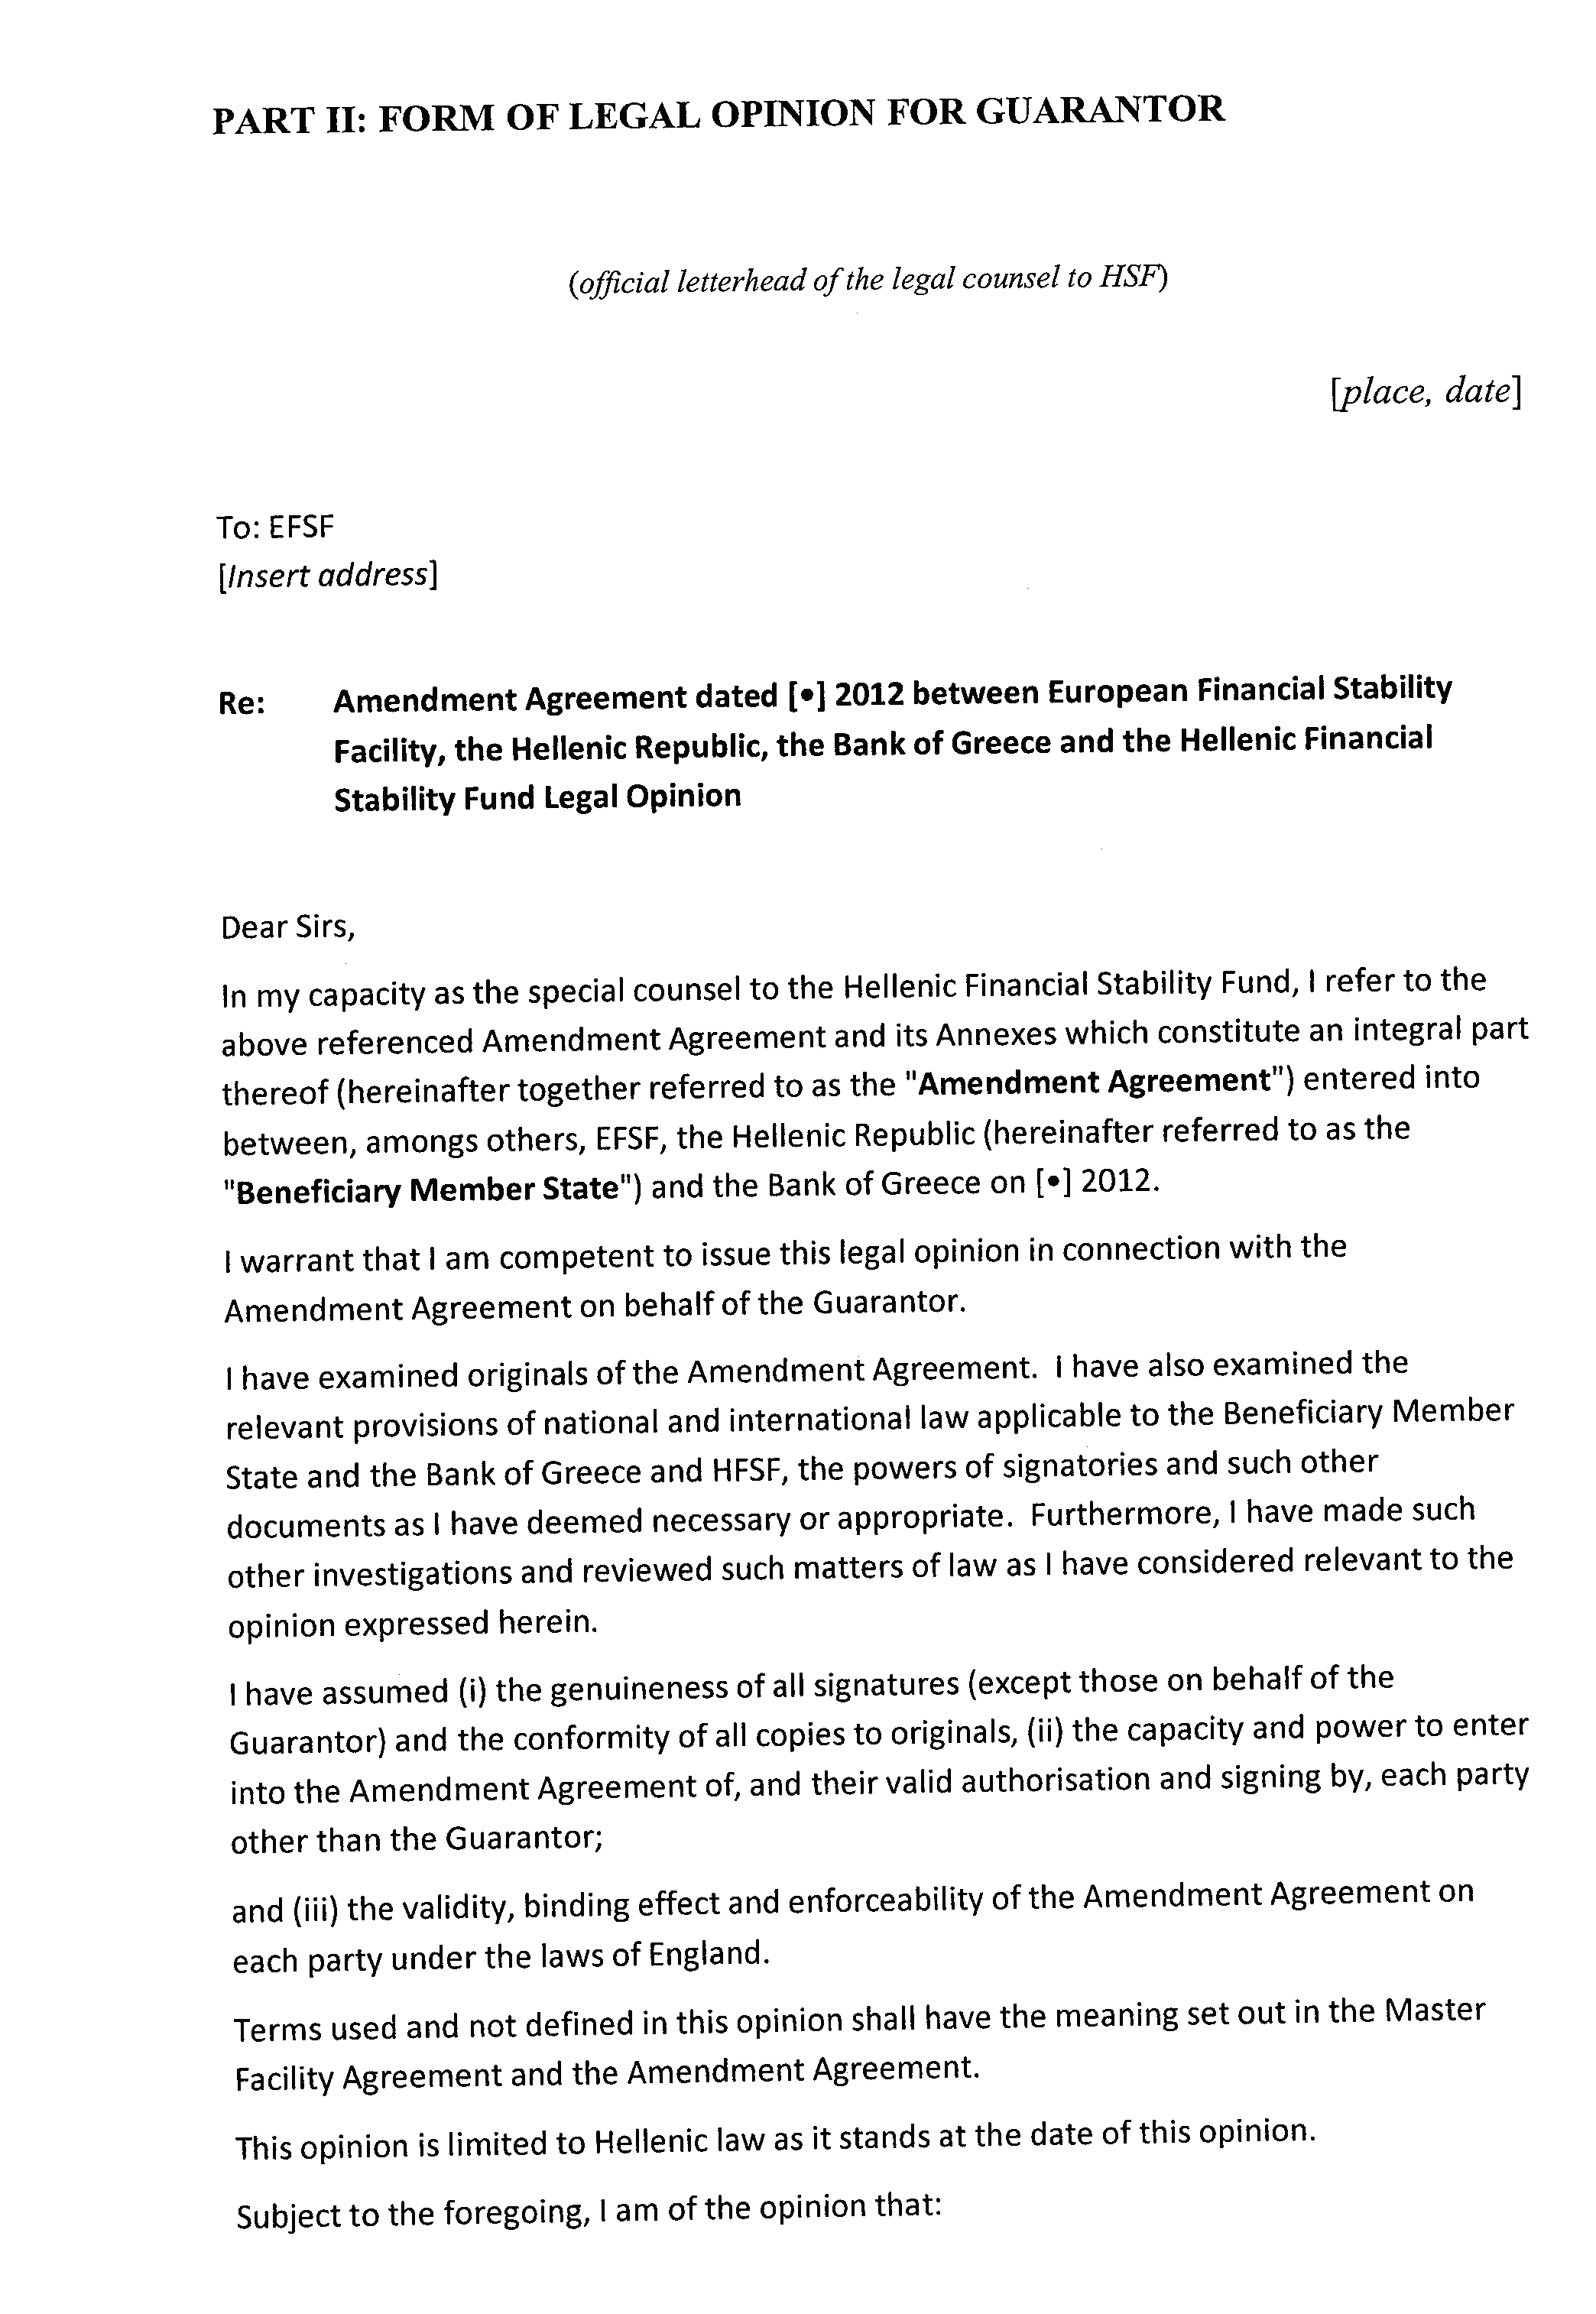 PART II: FORM OF LEGAL OPINION FOR GUARANTOR
(official letterhead of the legal counsel to HSF)
[place, date]
To: EFSF
[Insert address]
Re: Amendment Agreement dated [•] 2012 between European Financial Stability
Facility, the Hellenic Republic, the Bank of Greece and the Hellenic Financial
Stability Fund Legal Opinion
Dear Sirs,
In my capacity as the special counsel to the Hellenic Financial Stability Fund, I refer to the
above referenced Amendment Agreement and its Annexes which constitute an integral part
thereof (hereinafter together referred to as the "Amendment Agreement") entered into
between, amongs others, EFSF, the Hellenic Republic (hereinafter referred to as the
"Beneficiary Member State") and the Bank of Greece on [•] 2012.
I warrant that I am competent to issue this legal opinion in connection with the
Amendment Agreement on behalf of the Guarantor.
I have examined originals of the Amendment Agreement. I have also examined the
relevant provisions of national and international law applicable to the Beneficiary Member
State and the Bank of Greece and HFSF, the powers of signatories and such other
documents as I have deemed necessary or appropriate. Furthermore, I have made such
other investigations and reviewed such matters of law as I have considered relevant to the
opinion expressed herein.
I have assumed (i) the genuineness of all signatures (except those on behalf of the
Guarantor) and the conformity of all copies to originals, (ii) the capacity and power to enter
into the Amendment Agreement of, and their valid authorisation and signing by, each party
other than the Guarantor;
and (iii) the validity, binding effect and enforceability of the Amendment Agreement on
each party under the laws of England.
Terms used and not defined in this opinion shall have the meaning set out in the Master
Facility Agreement and the Amendment Agreement.
This opinion is limited to Hellenic law as it stands at the date of this opinion.
Subject to the foregoing, I am of the opinion that: